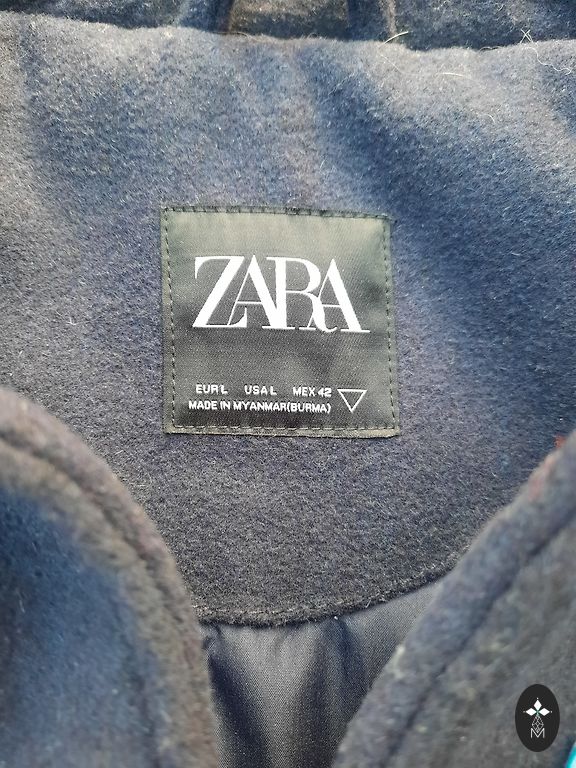 ZARA
EUR L USA L MEX 42
MADE IN MYANMAR(BURMA)
M